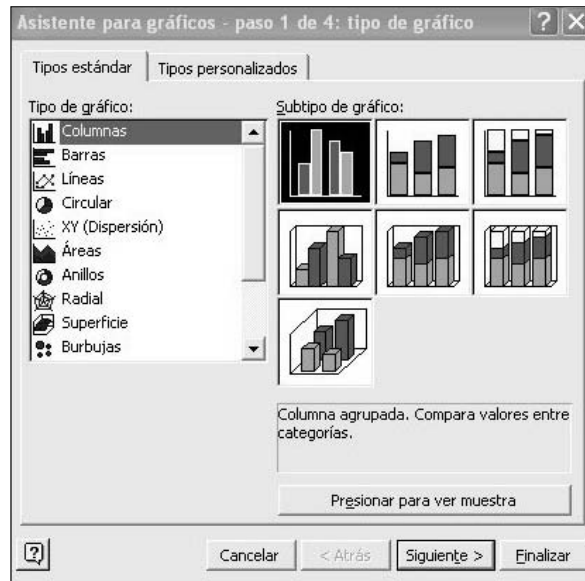 Asistente para gráficos - paso 1 de 4: tipo de gráfico
Tipos estándar
Tipos personalizados
Tipo de gráfico:
Columnas
Barras
Líneas
Circular
XY (Dispersión)
Áreas
Anillos
Radial
Superficie
Burbujas
Subtipo de gráfico:
Columna agrupada. Compara valores entre
categorías.
Presionar para ver muestra
Cancelar
< Atrás
Siguiente >
Finalizar